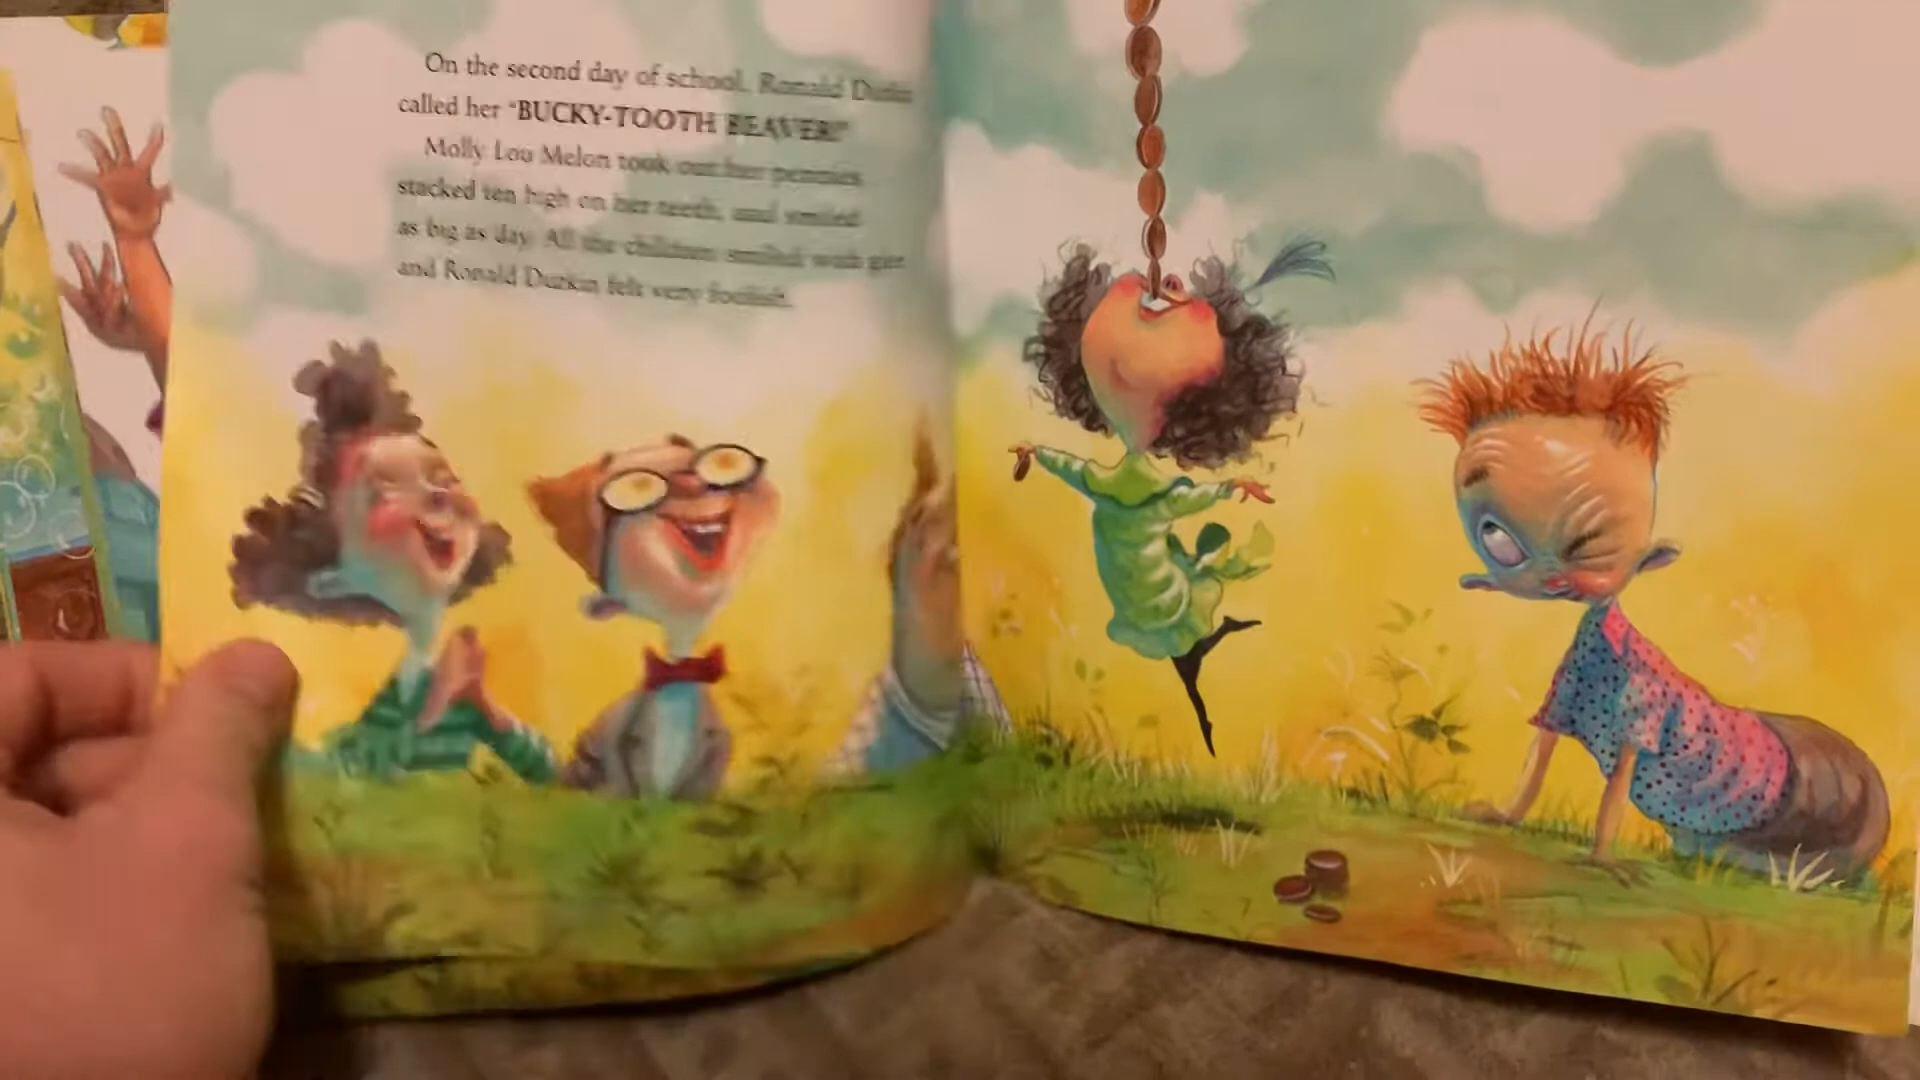 On the second day of school, Ronald Durkin
called her "BUCKY-TOOTH BEAVER!"
Molly Lou Melon took out her pennies,
stacked ten high on her teeth, and smiled
as big as day. All the children smiled with glee
and Ronald Durkin felt very foolish.